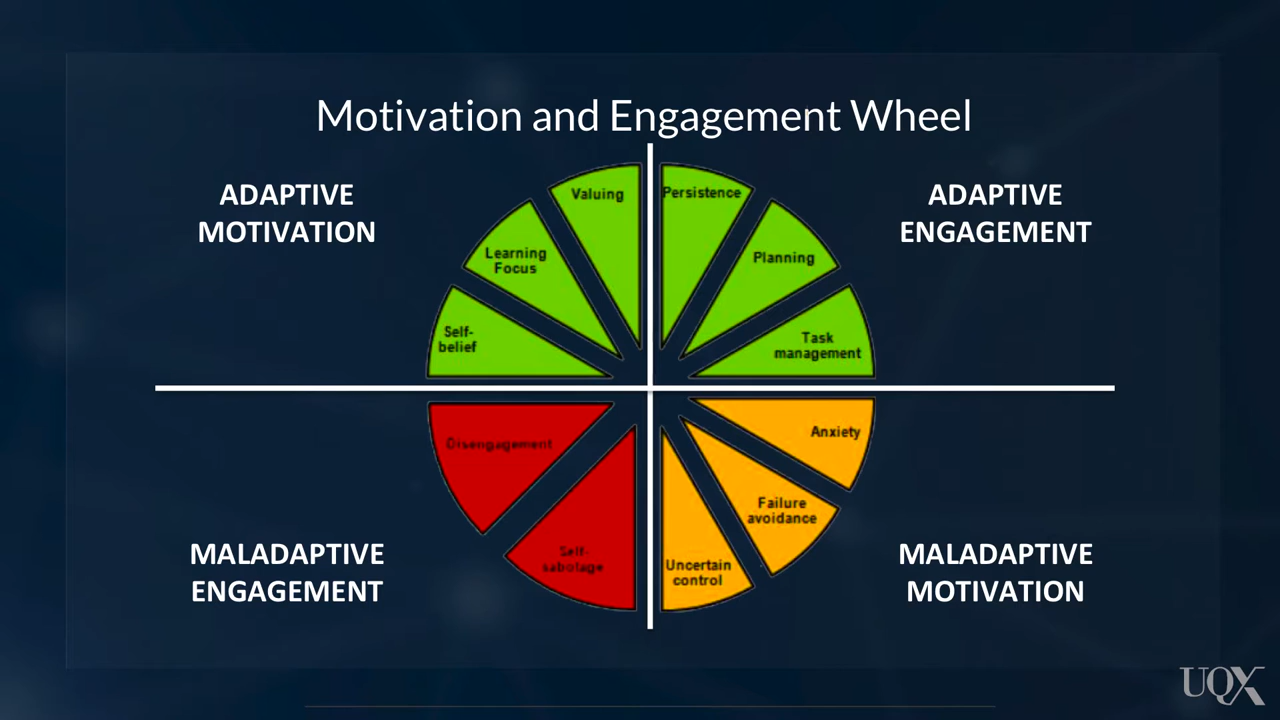 Motivation and Engagement Wheel
ADAPTIVE
MOTIVATION
Valuing
Learning
Focus
Self-
belief
Persistence
Planning
Task
management
ADAPTIVE
ENGAGEMENT
MALADAPTIVE
ENGAGEMENT
Disengagement
Self-
sabotage
Anxiety
Failure
avoidance
Uncertain
control
MALADAPTIVE
MOTIVATION
UQX